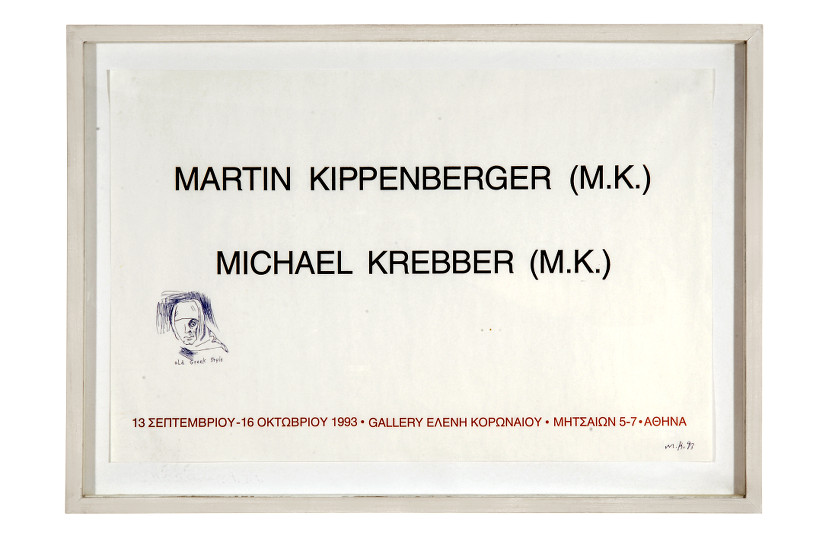 MARTIN KIPPENBERGER (M.K.)
MICHAEL KREBBER (M.K.)
old Greek Style
13 ΣΕΠΤΕΜΒΡΙΟΥ-16 ΟΚΤΩΒΡΙΟΥ 1993 • GALLERY ΕΛΕΝΗ ΚΟΡΩΝΑΙΟΥ • ΜΗΤΣΑΙΩΝ 5-7 • ΑΘΗΝΑ
M.K. 93